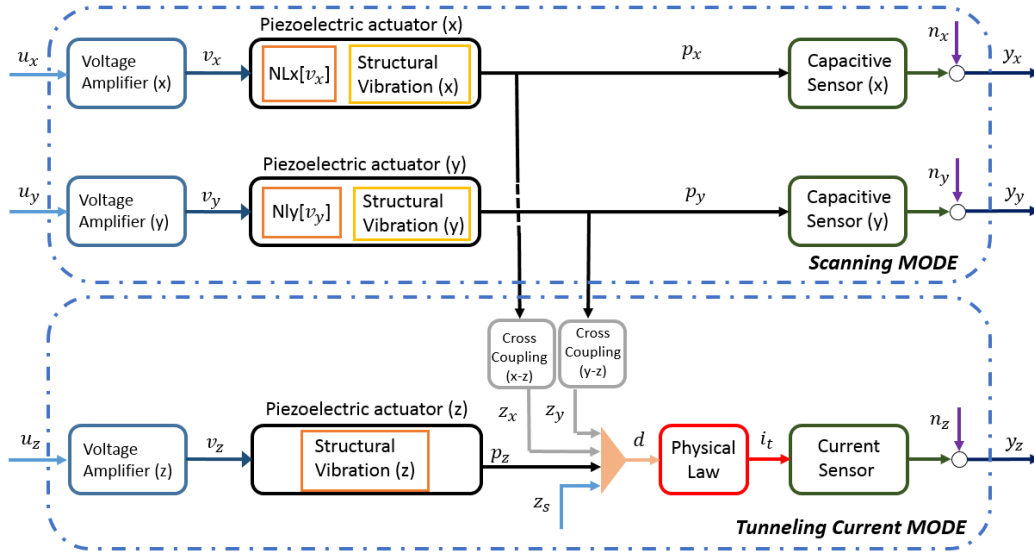 Piezoelectric actuator (x)
u_x
Voltage
Amplifier (x)
v_x
NLx[v_x]
Structural
Vibration (x)
p_x
Capacitive
Sensor (x)
n_x
y_x
Piezoelectric actuator (y)
u_y
Voltage
Amplifier (y)
v_y
Nly[v_y]
Structural
Vibration (y)
p_y
Capacitive
Sensor (y)
n_y
y_y
Scanning MODE
Cross
Coupling
(x-z)
Cross
Coupling
(y-z)
z_x
z_y
Piezoelectric actuator (z)
u_z
Voltage
Amplifier (z)
v_z
Structural
Vibration (z)
p_z
z_s
d
Physical
Law
i_t
Current
Sensor
n_z
y_z
Tunneling Current MODE